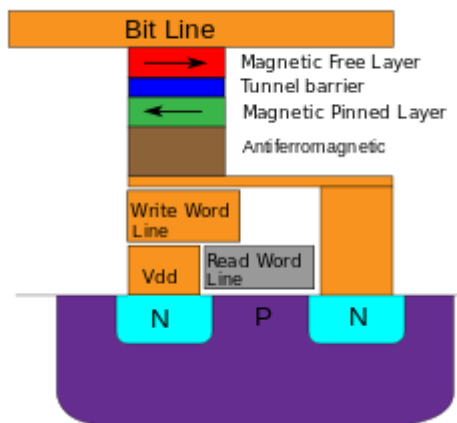 Bit Line
Magnetic Free Layer
Tunnel barrier
Magnetic Pinned Layer
Antiferromagnetic
Write Word
Line
Vdd
Read Word
Line
N
P
N